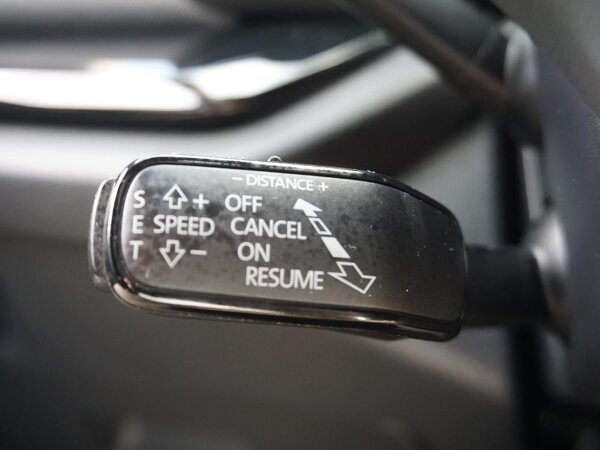 - DISTANCE +
S + OFF
E SPEED CANCEL
T - ON
RESUME